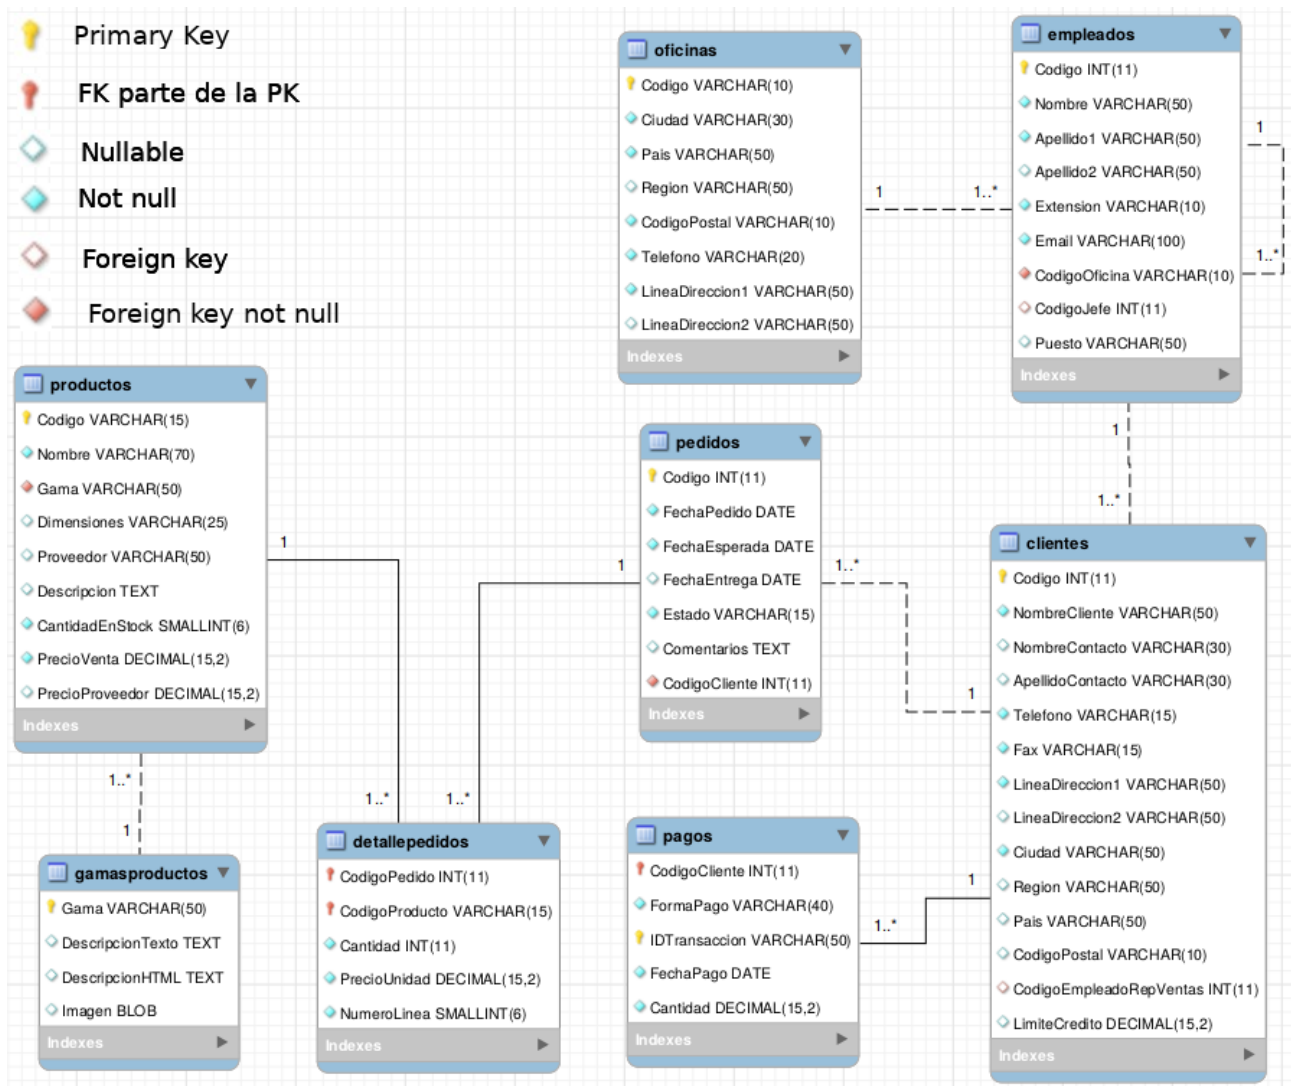 Primary Key
FK parte de la PK
Nullable
Not null
Foreign key
Foreign key not null
oficinas
Codigo VARCHAR(10)
Ciudad VARCHAR(30)
Pais VARCHAR(50)
Region VARCHAR(50)
CodigoPostal VARCHAR(10)
Telefono VARCHAR(20)
LineaDireccion1 VARCHAR(50)
LineaDireccion2 VARCHAR(50)
Indexes
1
1..*
empleados
Codigo INT(11)
Nombre VARCHAR(50)
Apellido1 VARCHAR(50)
Apellido2 VARCHAR(50)
Extension VARCHAR(10)
Email VARCHAR(100)
CodigoOficina VARCHAR(10)
CodigoJefe INT(11)
Puesto VARCHAR(50)
Indexes
1
1..*
1
1..*
productos
Codigo VARCHAR(15)
Nombre VARCHAR(70)
Gama VARCHAR(50)
Dimensiones VARCHAR(25)
Proveedor VARCHAR(50)
Descripcion TEXT
CantidadEnStock SMALLINT(6)
PrecioVenta DECIMAL(15,2)
PrecioProveedor DECIMAL(15,2)
Indexes
1
1..*
1..*
1
pedidos
Codigo INT(11)
FechaPedido DATE
FechaEsperada DATE
FechaEntrega DATE
Estado VARCHAR(15)
Comentarios TEXT
CodigoCliente INT(11)
Indexes
1
1..*
1..*
1
clientes
Codigo INT(11)
NombreCliente VARCHAR(50)
NombreContacto VARCHAR(30)
ApellidoContacto VARCHAR(30)
Telefono VARCHAR(15)
Fax VARCHAR(15)
LineaDireccion1 VARCHAR(50)
LineaDireccion2 VARCHAR(50)
Ciudad VARCHAR(50)
Region VARCHAR(50)
Pais VARCHAR(50)
CodigoPostal VARCHAR(10)
CodigoEmpleadoRepVentas INT(11)
LimiteCredito DECIMAL(15,2)
Indexes
gamasproductos
Gama VARCHAR(50)
DescripcionTexto TEXT
DescripcionHTML TEXT
Imagen BLOB
Indexes
detallepedidos
CodigoPedido INT(11)
CodigoProducto VARCHAR(15)
Cantidad INT(11)
PrecioUnidad DECIMAL(15,2)
NumeroLinea SMALLINT(6)
Indexes
pagos
CodigoCliente INT(11)
FormaPago VARCHAR(40)
IDTransaccion VARCHAR(50)
FechaPago DATE
Cantidad DECIMAL(15,2)
Indexes
1
1..*